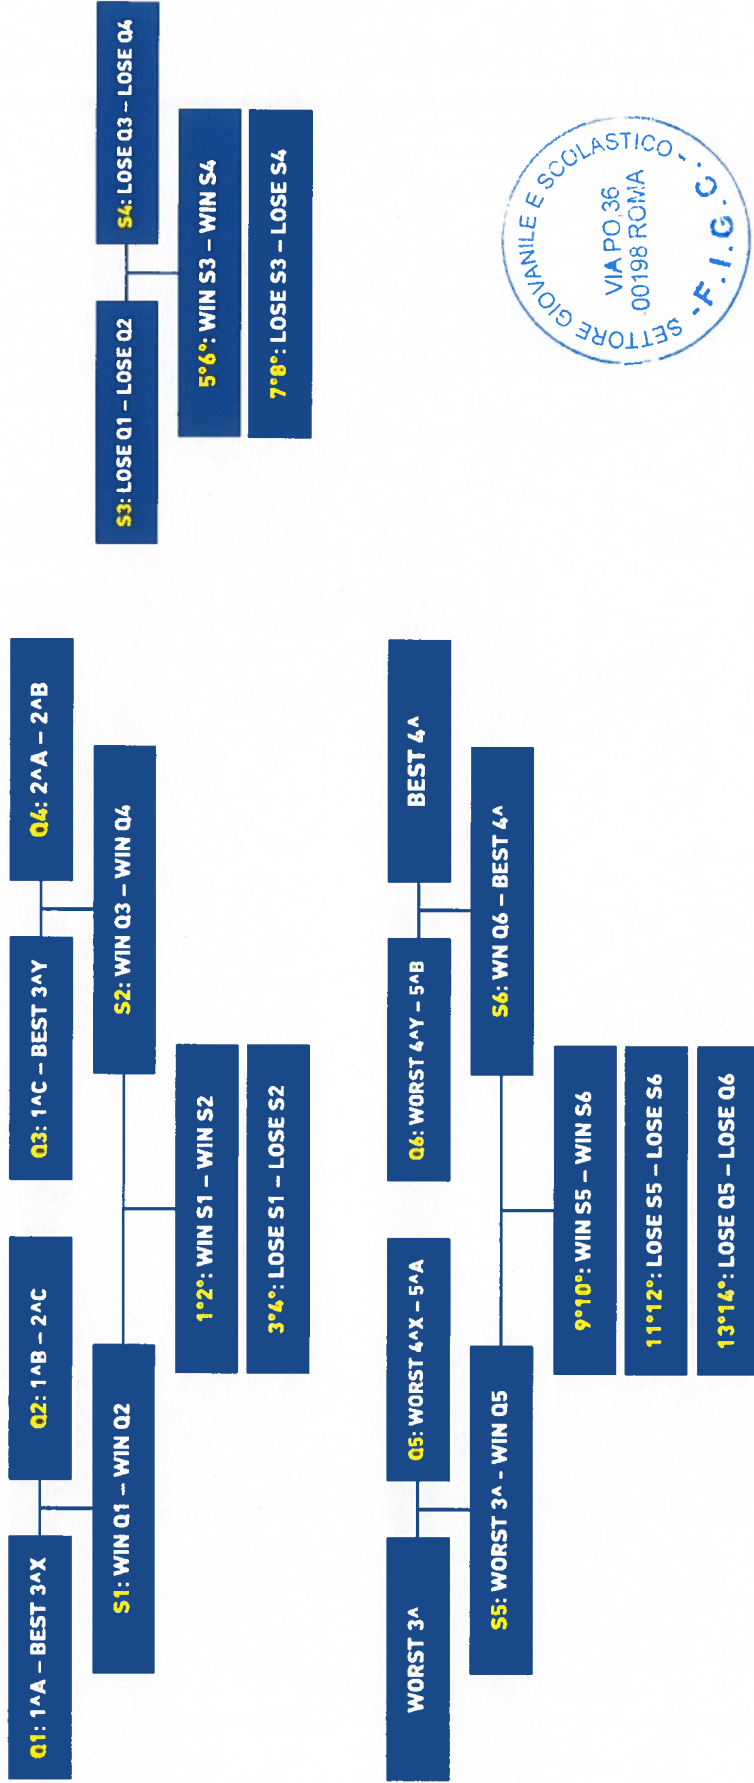 Q1: 1^A – BEST 3^X
Q2: 1^B – 2^C
Q3: 1^C – BEST 3^Y
Q4: 2^A – 2^B
S1: WIN Q1 – WIN Q2
S2: WIN Q3 – WIN Q4
1°2°: WIN S1 – WIN S2
3°4°: LOSE S1 – LOSE S2
S3: LOSE Q1 – LOSE Q2
S4: LOSE Q3 – LOSE Q4
5°6°: WIN S3 – WIN S4
7°8°: LOSE S3 – LOSE S4
WORST 3^
Q5: WORST 4^X – 5^A
Q6: WORST 4^Y – 5^B
BEST 4^
S5: WORST 3^ - WIN Q5
S6: WN Q6 – BEST 4^
9°10°: WIN S5 – WIN S6
11°12°: LOSE S5 – LOSE S6
13°14°: LOSE Q5 – LOSE Q6
SETTORE GIOVANILE E SCOLASTICO -
VIA PO,36
00198 ROMA
- F.I.G.C.